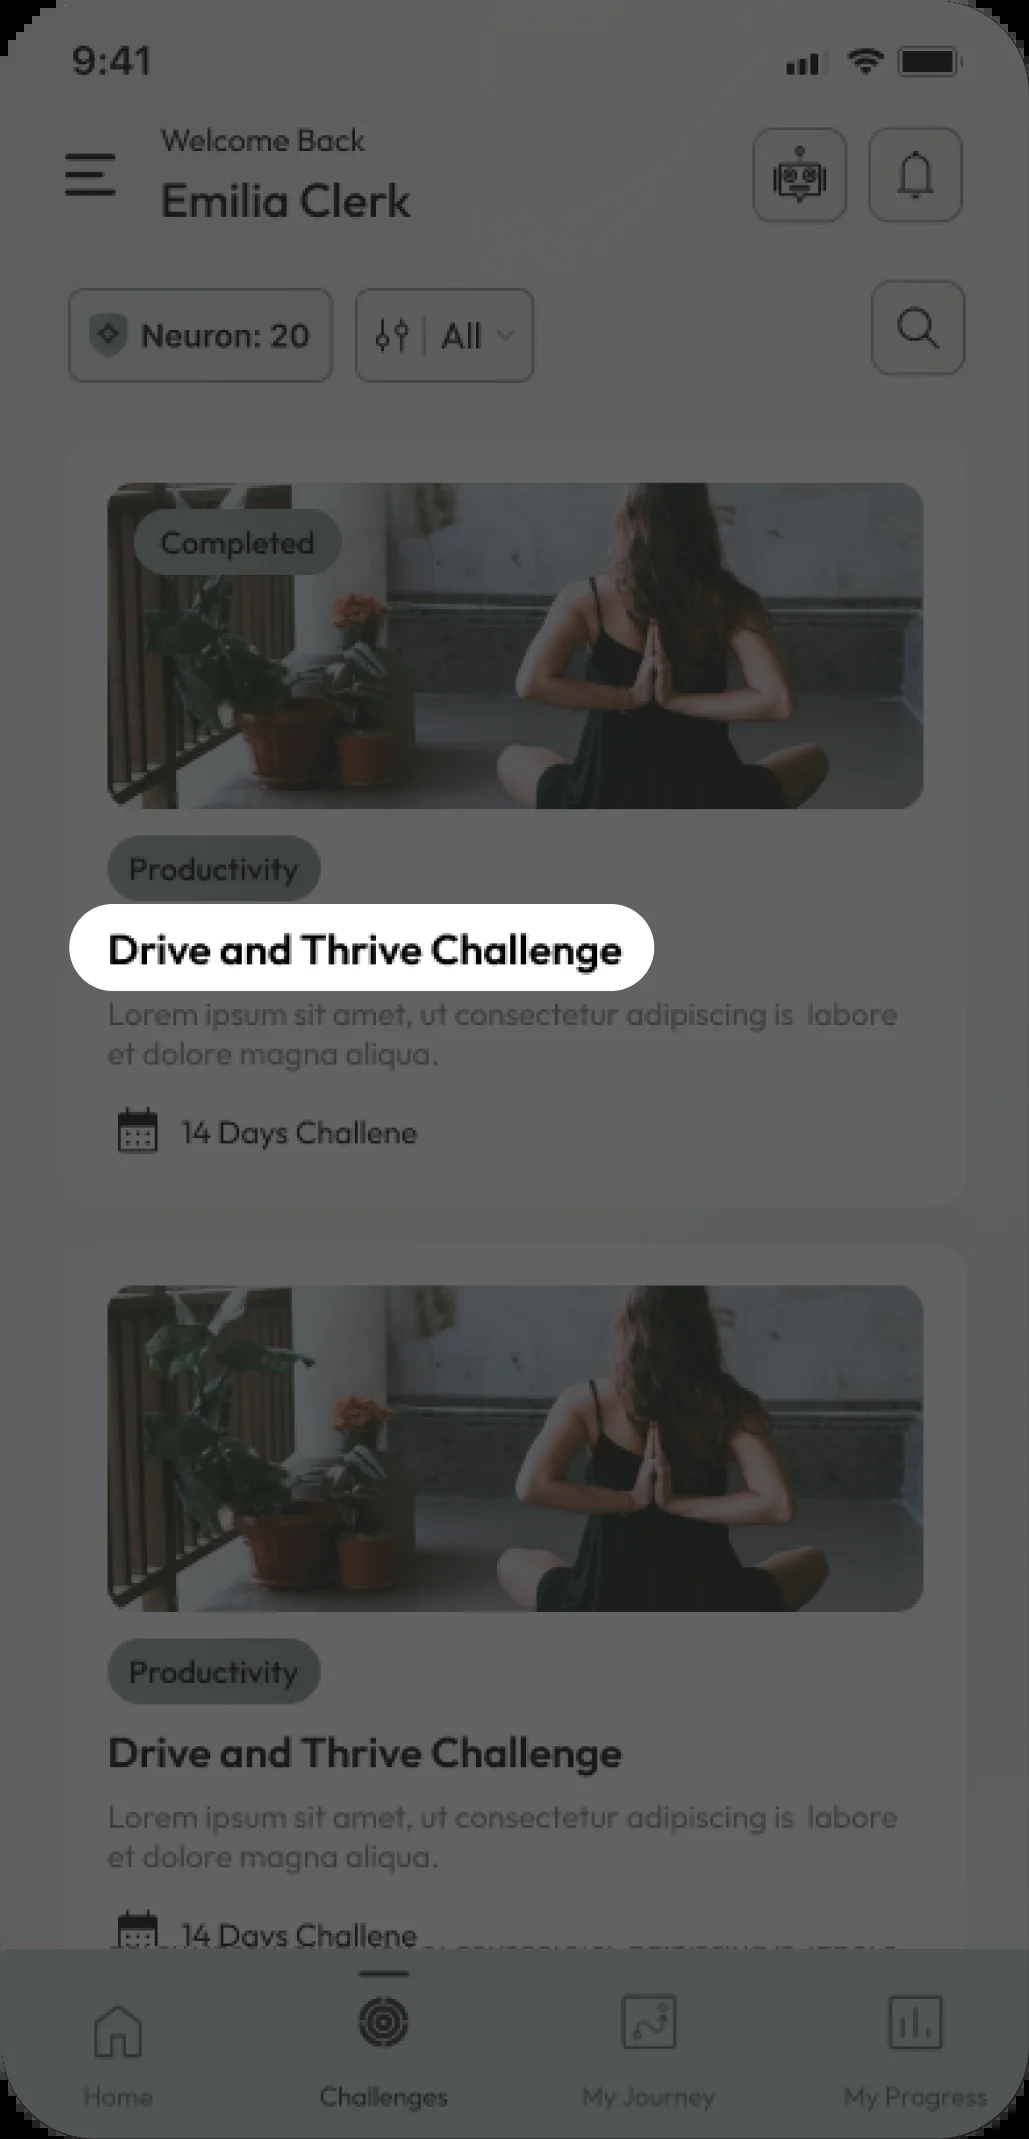 9:41
Welcome Back
Emilia Clerk
Neuron: 20
All
Completed
Productivity
Drive and Thrive Challenge
Lorem ipsum sit amet, ut consectetur adipiscing is labore
et dolore magna aliqua.
14 Days Challene
Productivity
Drive and Thrive Challenge
Lorem ipsum sit amet, ut consectetur adipiscing is labore
et dolore magna aliqua.
14 Days Challene
Home
Challenges
My Journey
My Progress